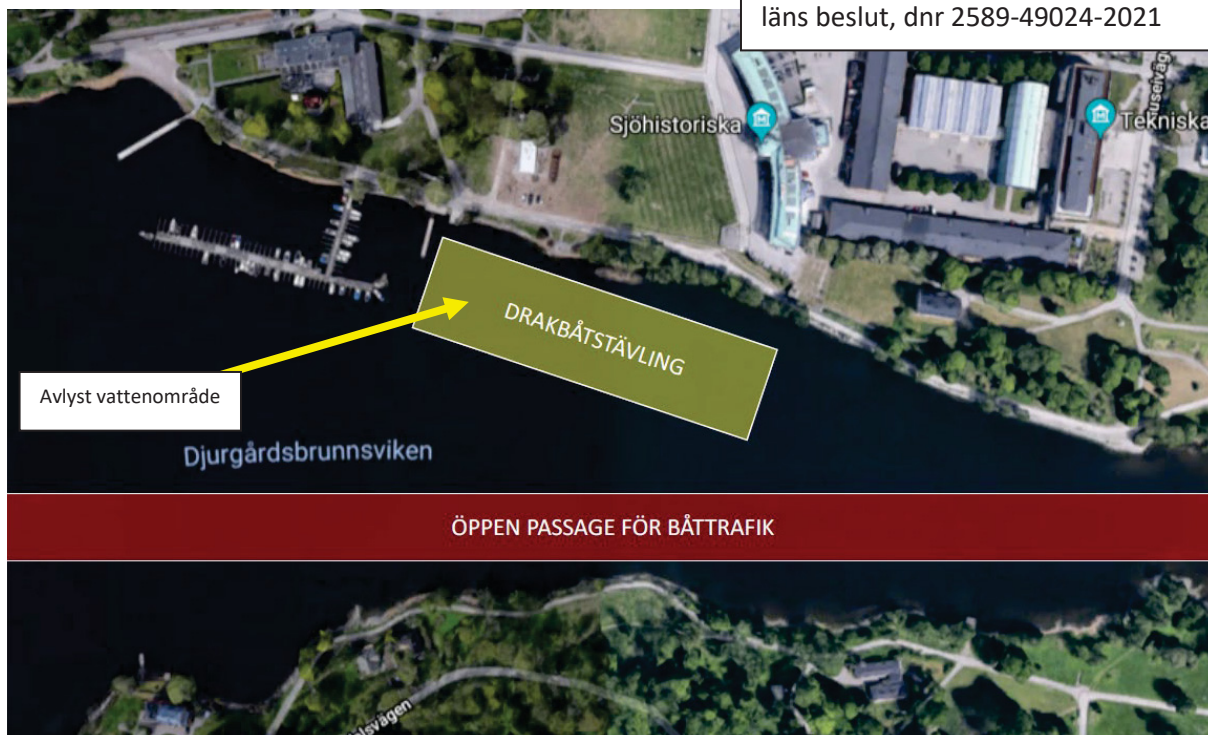 läns beslut, dnr 2589-49024-2021
Sjöhistoriska
Tekniska
DRAKBÅTSTÄVLING
Avlyst vattenområde
Djurgårdsbrunnsviken
ÖPPEN PASSAGE FÖR BÅTTRAFIK